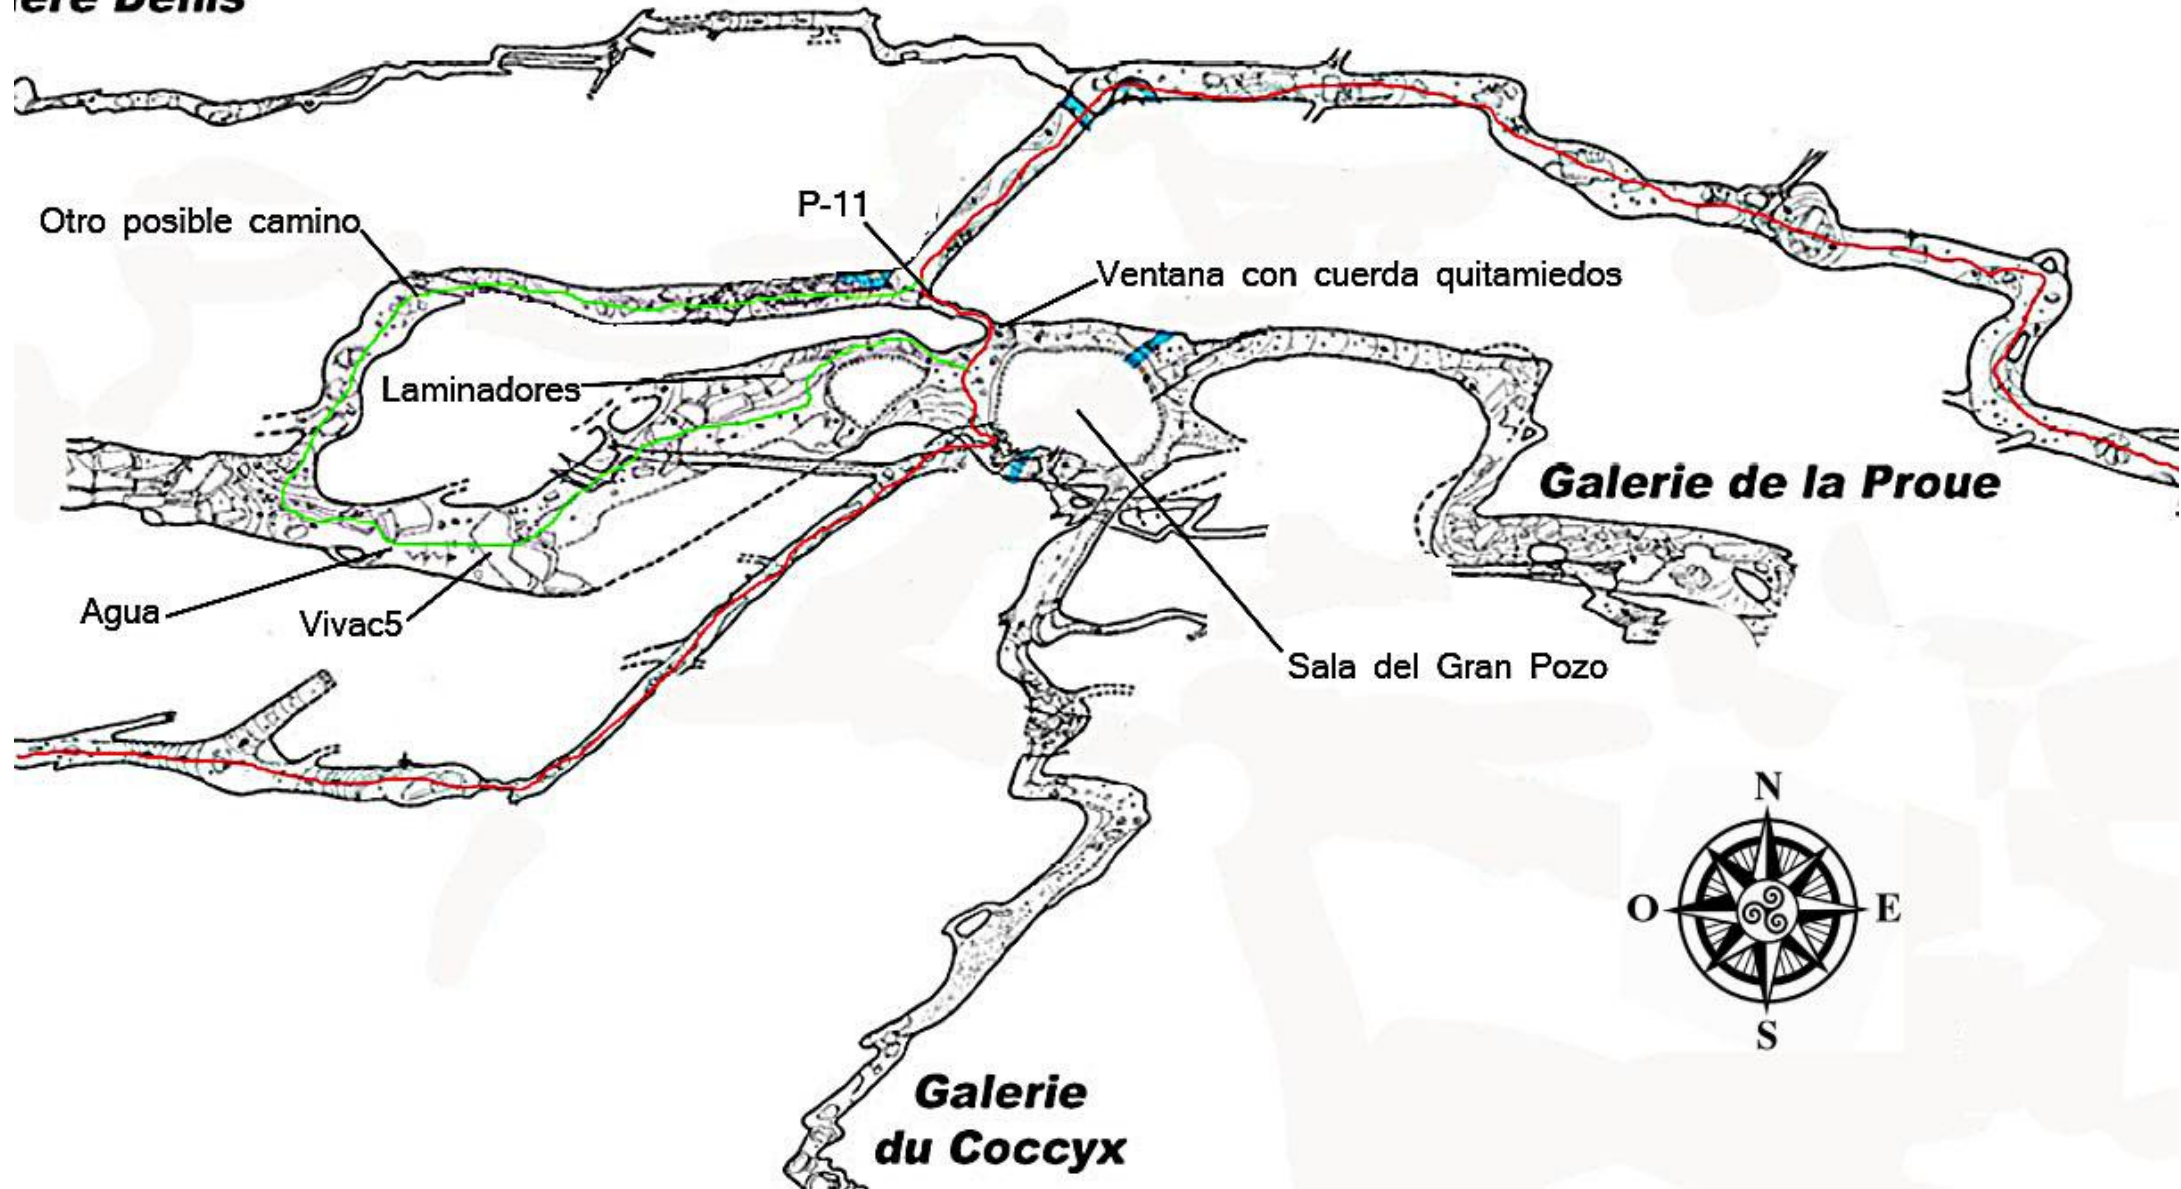 Denis
P-11
Otro posible camino
Ventana con cuerda quitamiedos
Laminadores
Galerie de la Proue
Agua
Vivac5
Sala del Gran Pozo
N
O
E
S
Galerie
du Coccyx